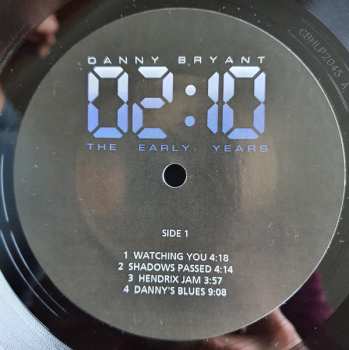 DANNY BRYANT
02:10
THE EARLY YEARS
SIDE 1
1 WATCHING YOU 4:18
2 SHADOWS PASSED 4:14
3 HENDRIX JAM 3:57
4 DANNY'S BLUES 9:08